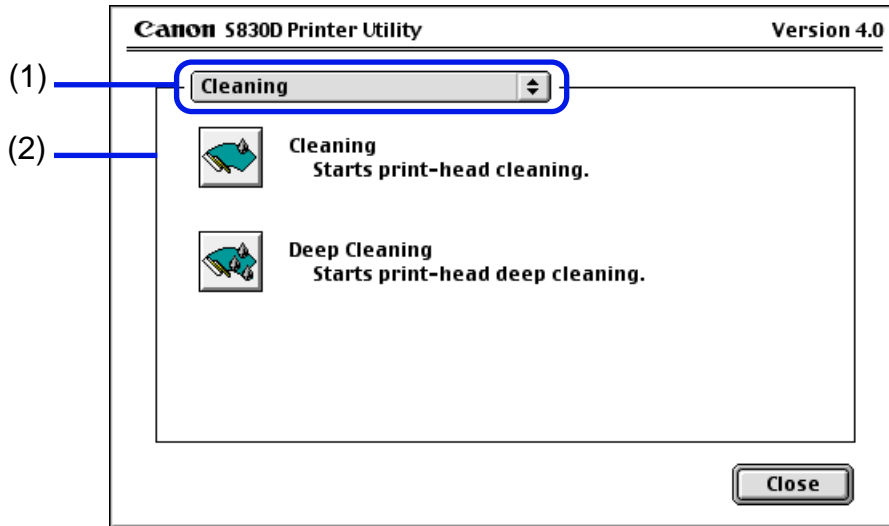 Canon S830D Printer Utility Version 4.0
(1) Cleaning
(2)
Cleaning
Starts print-head cleaning.
Deep Cleaning
Starts print-head deep cleaning.
Close